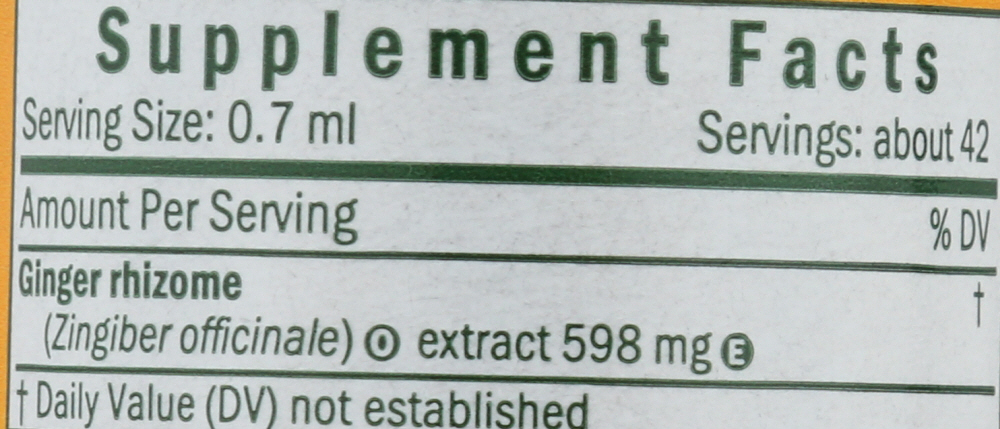 Supplement Facts
Serving Size: 0.7 ml Servings: about 42
Amount Per Serving % DV
Ginger rhizome †
(Zingiber officinale) ⊙ extract 598 mg Ⓔ
† Daily Value (DV) not established